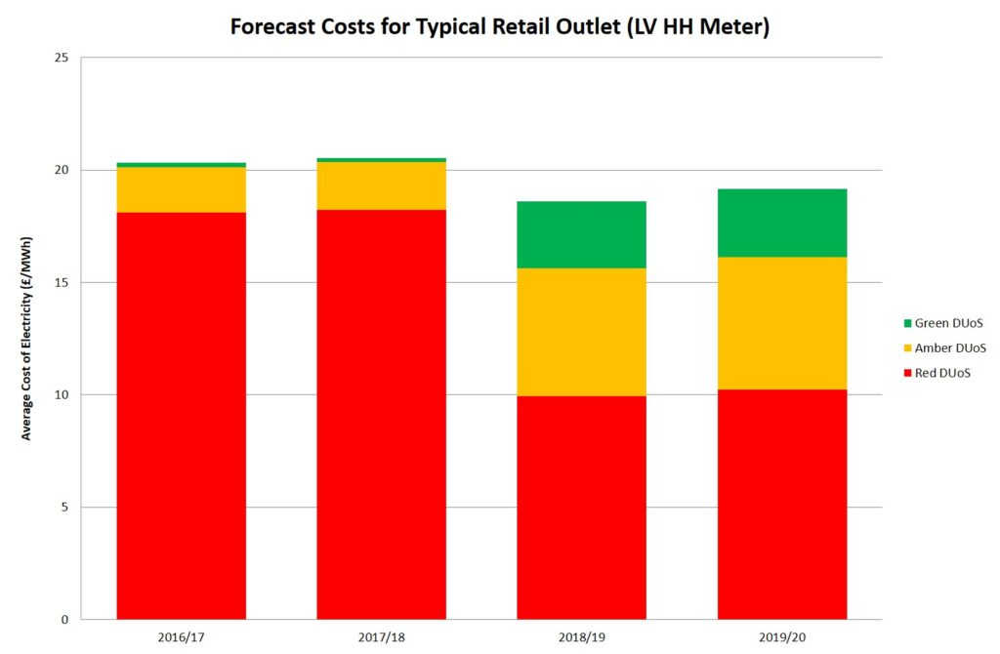 Forecast Costs for Typical Retail Outlet (LV HH Meter)
25
20
15
10
5
0
Average Cost of Electricity (£/MWh)
2016/17
2017/18
2018/19
2019/20
Green DUoS
Amber DUoS
Red DUoS